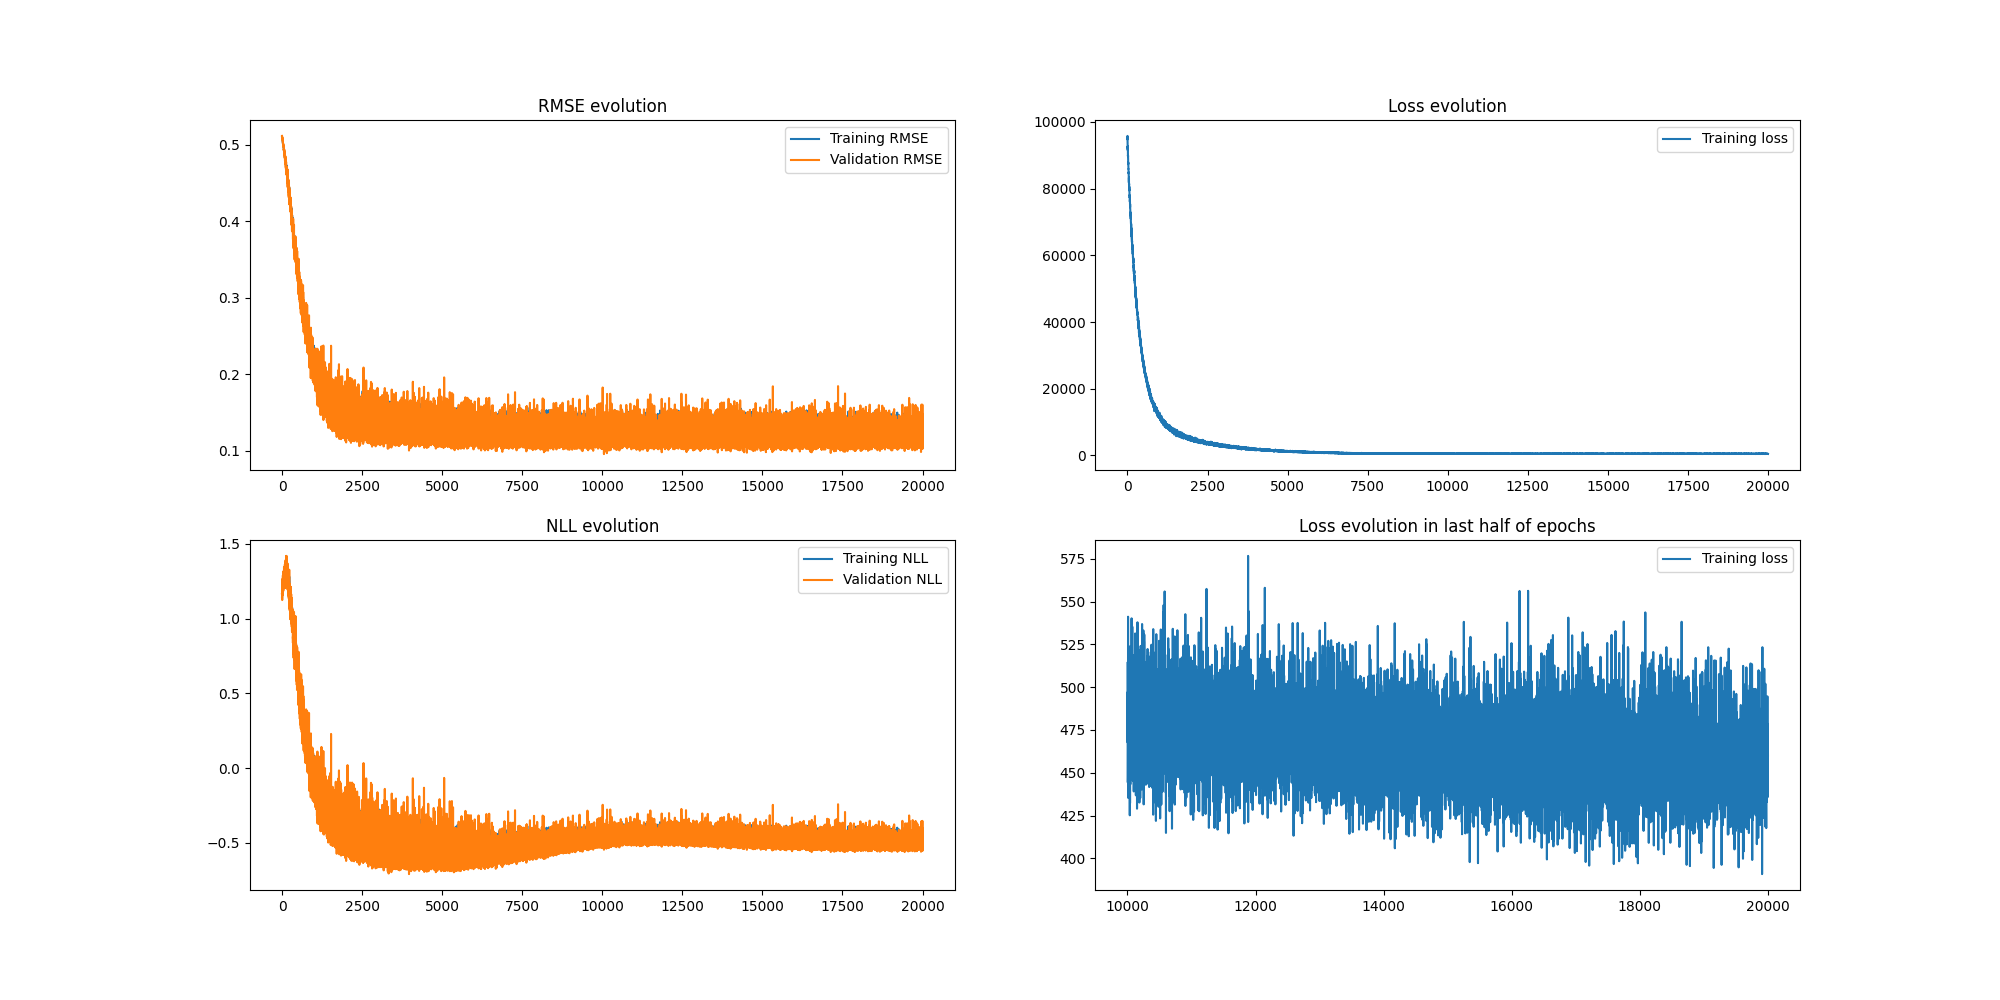 RMSE evolution
Training RMSE
Validation RMSE
0.5
0.4
0.3
0.2
0.1
0 2500 5000 7500 10000 12500 15000 17500 20000
Loss evolution
Training loss
100000
80000
60000
40000
20000
0
0 2500 5000 7500 10000 12500 15000 17500 20000
NLL evolution
Training NLL
Validation NLL
1.5
1.0
0.5
0.0
−0.5
0 2500 5000 7500 10000 12500 15000 17500 20000
Loss evolution in last half of epochs
Training loss
575
550
525
500
475
450
425
400
10000 12000 14000 16000 18000 20000